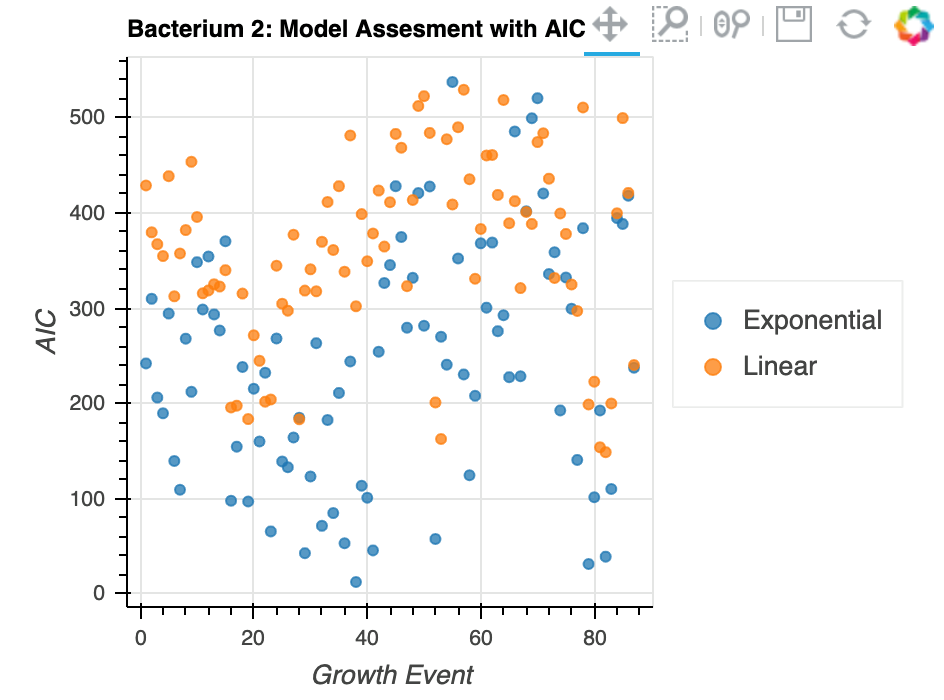 Bacterium 2: Model Assesment with AIC
500
400
300
200
100
0
AIC
0 20 40 60 80
Growth Event
Exponential
Linear